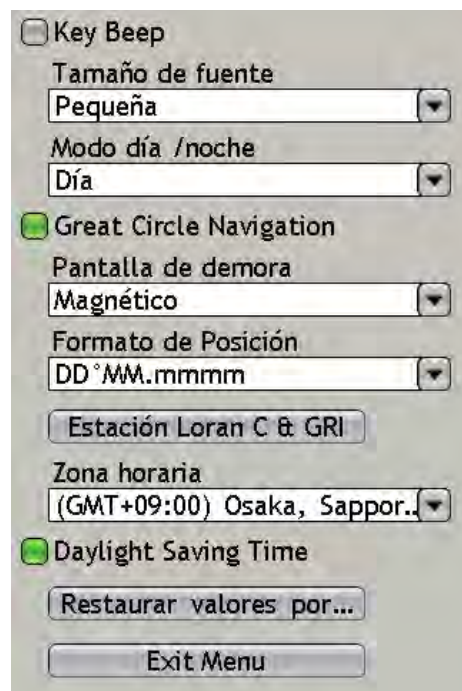 Key Beep
Tamaño de fuente
Pequeña
Modo día /noche
Día
Great Circle Navigation
Pantalla de demora
Magnético
Formato de Posición
DD°MM.mmmm
Estación Loran C & GRI
Zona horaria
(GMT+09:00) Osaka, Sappor..
Daylight Saving Time
Restaurar valores por...
Exit Menu